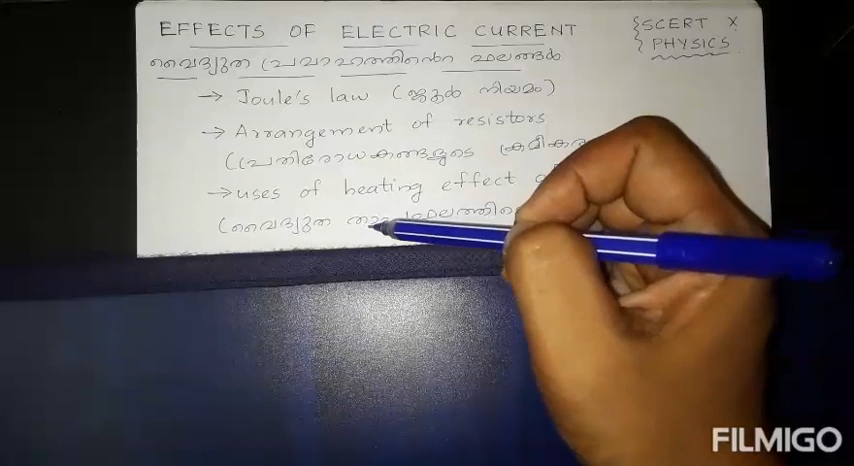 EFFECTS OF ELECTRIC CURRENT
{SCERT X
PHYSICS
വൈദ്യുത പ്രവാഹത്തിന്റെ ഫലങ്ങൾ
→ Joule's law (ജൂൾ നിയമം)
→ Arrangement of resistors
(പ്രതിരോധകങ്ങളുടെ
→ uses of heating effect
(വൈദ്യുത
FILMIGO